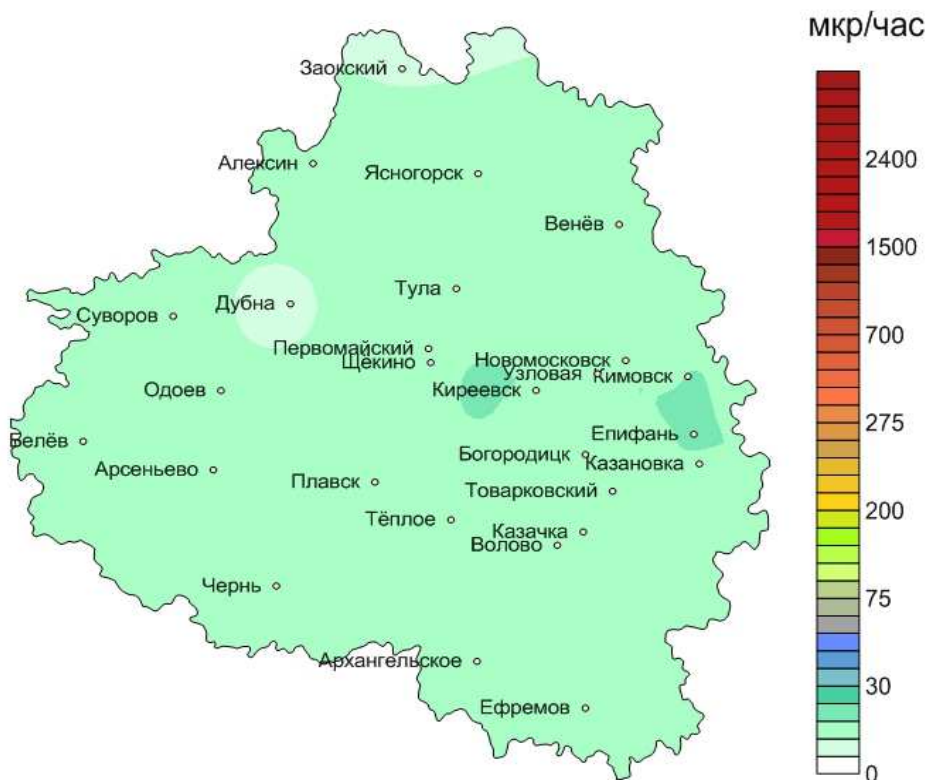 мкр/час
Заокский
Алексин
Ясногорск
2400
Венёв
1500
Тула
Дубна
Суворов
700
Первомайский
Щёкино
Новомосковск
Узловая
Кимовск
Одоев
Киреевск
275
Епифань
Белёв
Богородицк
Казановка
Арсеньево
Плавск
Товарковский
200
Тёплое
Казачка
Волово
Чернь
75
Архангельское
30
Ефремов
0